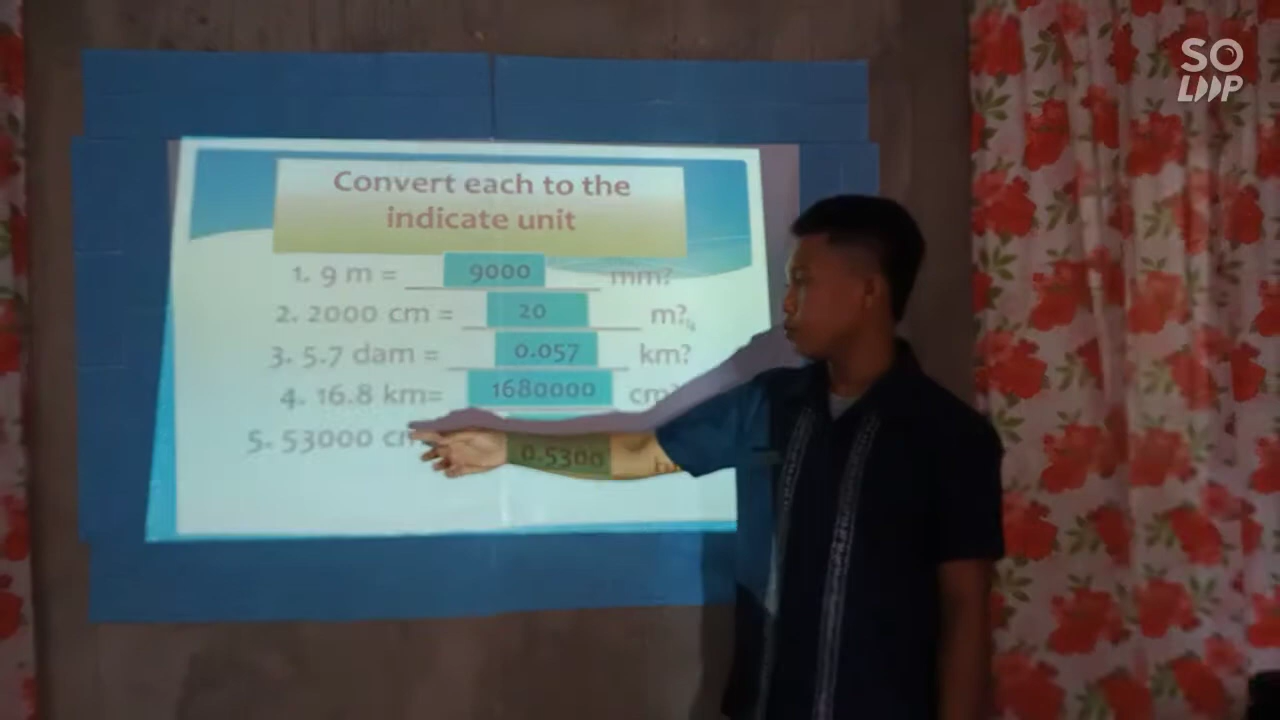 SO
LOOP
Convert each to the
indicate unit
1. 9 m = 9000 mm?
2. 2000 cm = 20 m?
3. 5.7 dam = 0.057 km?
4. 16.8 km= 1680000 cm?
5. 53000 0.5300